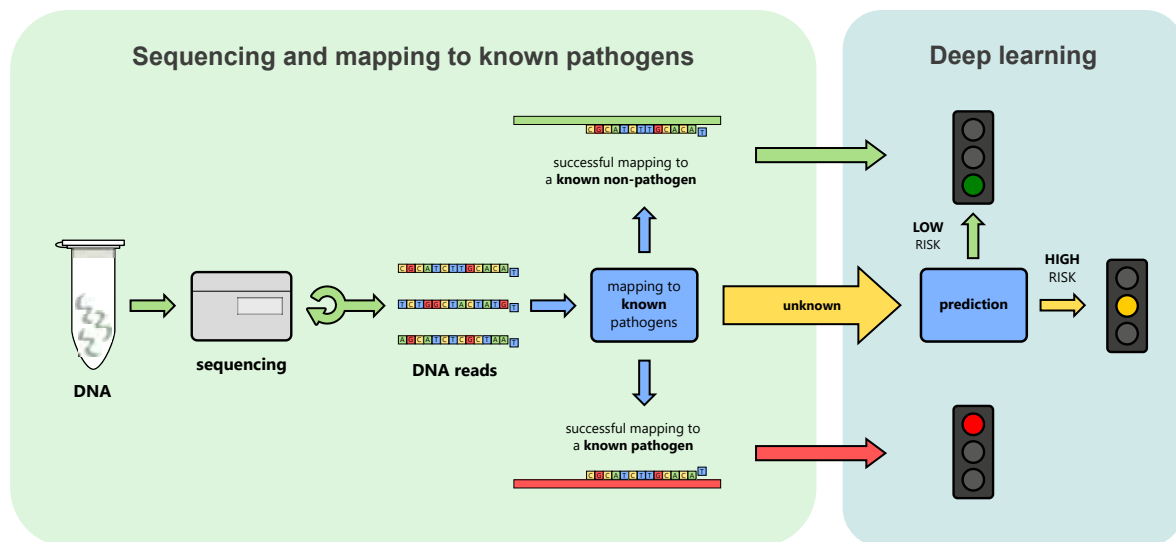 Sequencing and mapping to known pathogens
Deep learning
CGCATCTTGCACAT
successful mapping to
a known non-pathogen
LOW
RISK
HIGH
RISK
CGCATCTTGCACAT
TCTGGCTACTATGT
AGCATCTCGCTAAT
mapping to
known
pathogens
unknown
prediction
sequencing
DNA reads
DNA
successful mapping to
a known pathogen
CGCATCTTGCACAT